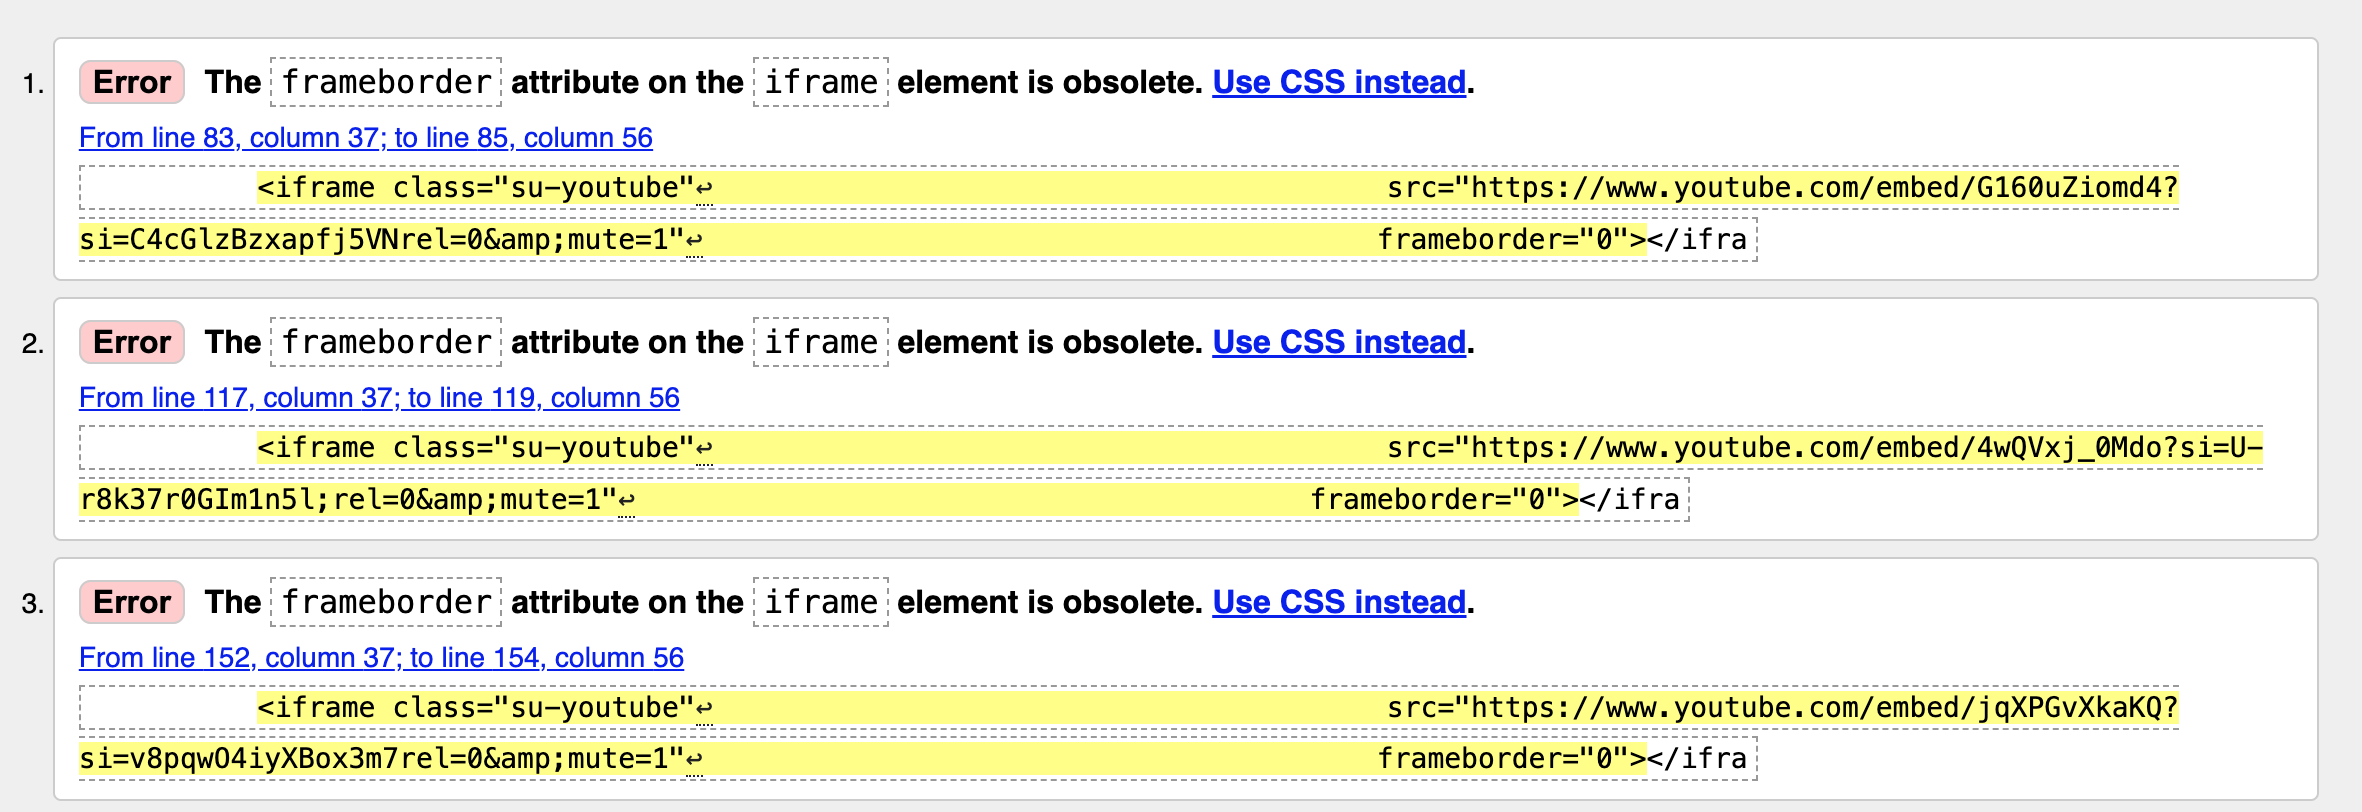 1. Error The frameborder attribute on the iframe element is obsolete. Use CSS instead.
From line 83, column 37; to line 85, column 56
<iframe class="su-youtube"↩ src="https://www.youtube.com/embed/G160uZiomd4?
si=C4cGlzBzxapfj5VNrel=0&amp;mute=1"↩ frameborder="0"></ifra
2. Error The frameborder attribute on the iframe element is obsolete. Use CSS instead.
From line 117, column 37; to line 119, column 56
<iframe class="su-youtube"↩ src="https://www.youtube.com/embed/4wQVxj_0Mdo?si=U-
r8k37r0GIm1n5l;rel=0&amp;mute=1"↩ frameborder="0"></ifra
3. Error The frameborder attribute on the iframe element is obsolete. Use CSS instead.
From line 152, column 37; to line 154, column 56
<iframe class="su-youtube"↩ src="https://www.youtube.com/embed/jqXPGvXkaKQ?
si=v8pqwO4iyXBox3m7rel=0&amp;mute=1"↩ frameborder="0"></ifra